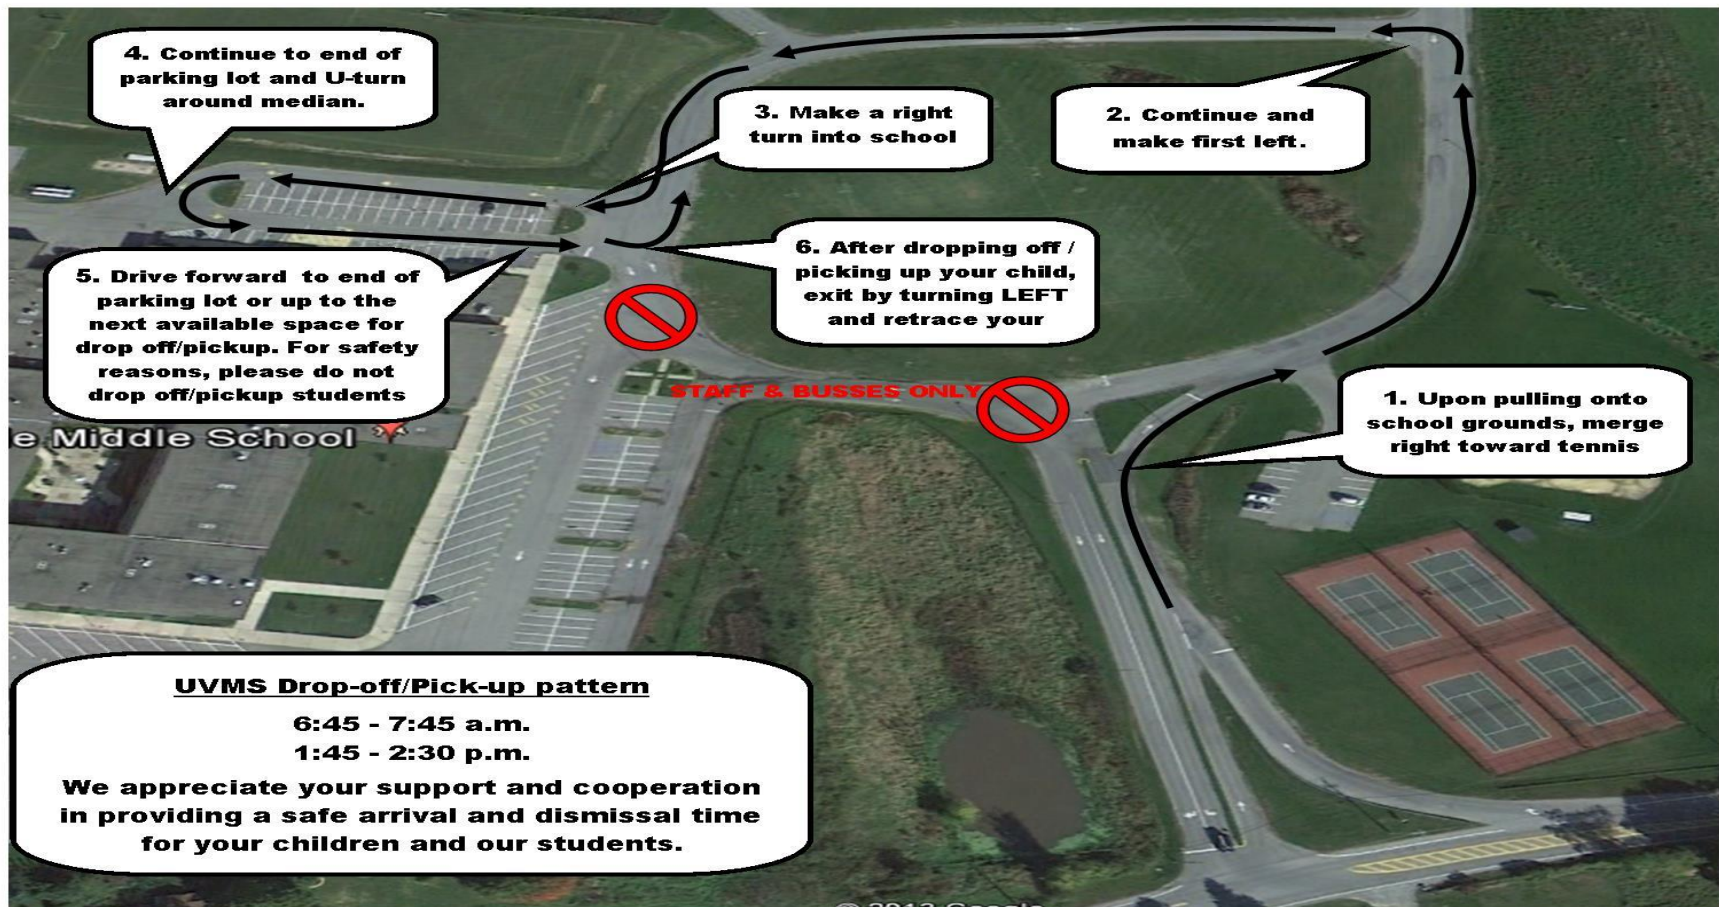 4. Continue to end of
parking lot and U-turn
around median.
3. Make a right
turn into school
2. Continue and
make first left.
5. Drive forward to end of
parking lot or up to the
next available space for
drop off/pickup. For safety
reasons, please do not
drop off/pickup students
6. After dropping off /
picking up your child,
exit by turning LEFT
and retrace your
STAFF & BUSSES ONLY
1. Upon pulling onto
school grounds, merge
right toward tennis
le Middle School
UVMS Drop-off/Pick-up pattern
6:45 - 7:45 a.m.
1:45 - 2:30 p.m.
We appreciate your support and cooperation
in providing a safe arrival and dismissal time
for your children and our students.
© 2013 Google